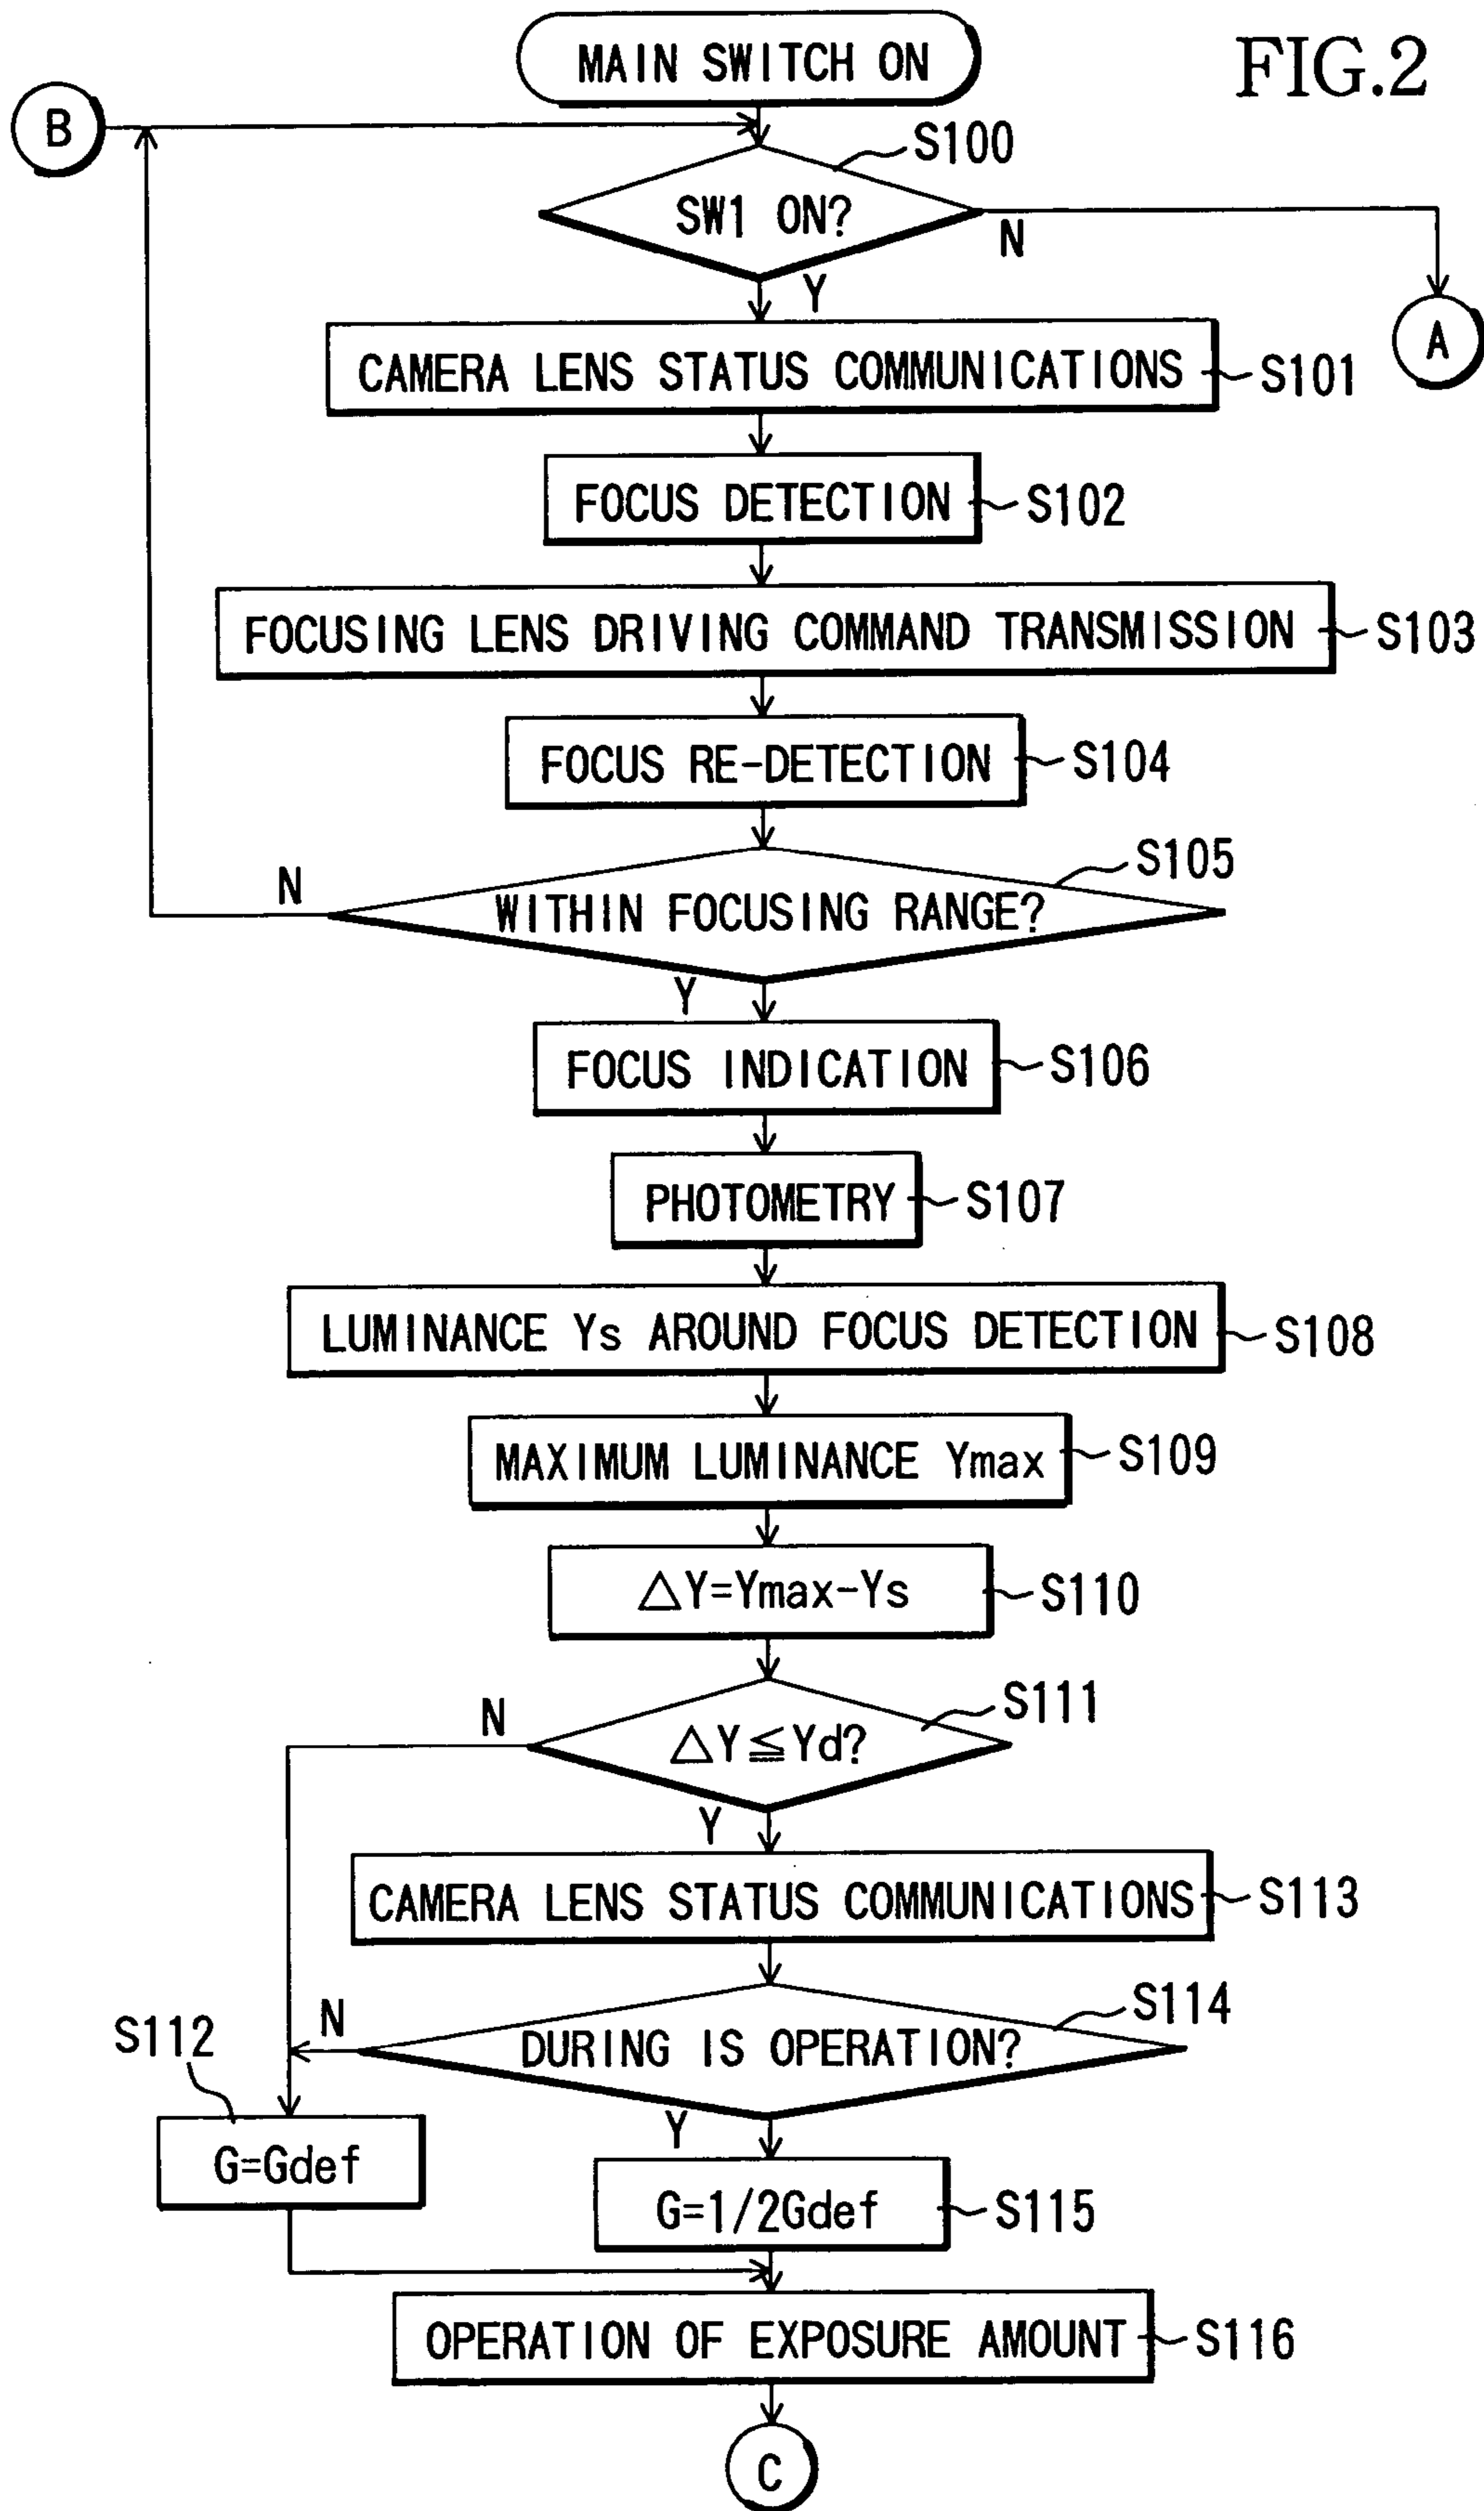 FIG.2
MAIN SWITCH ON
B
S100
SW1 ON?
N
Y
A
CAMERA LENS STATUS COMMUNICATIONS
S101
FOCUS DETECTION
S102
FOCUSING LENS DRIVING COMMAND TRANSMISSION
S103
FOCUS RE-DETECTION
S104
S105
N
WITHIN FOCUSING RANGE?
Y
FOCUS INDICATION
S106
PHOTOMETRY
S107
LUMINANCE Ys AROUND FOCUS DETECTION
S108
MAXIMUM LUMINANCE Ymax
S109
△Y=Ymax-Ys
S110
S111
N
△Y≦Yd?
Y
CAMERA LENS STATUS COMMUNICATIONS
S113
S114
S112
N
DURING IS OPERATION?
Y
G=Gdef
G=1/2Gdef
S115
OPERATION OF EXPOSURE AMOUNT
S116
C